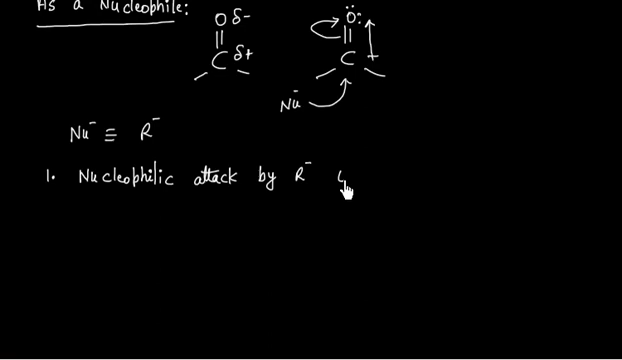 As a Nucleophile:
O δ- Ö:
C δ+ C
Nu⁻
Nu⁻ ≡ R⁻
1. Nucleophilic attack by R⁻